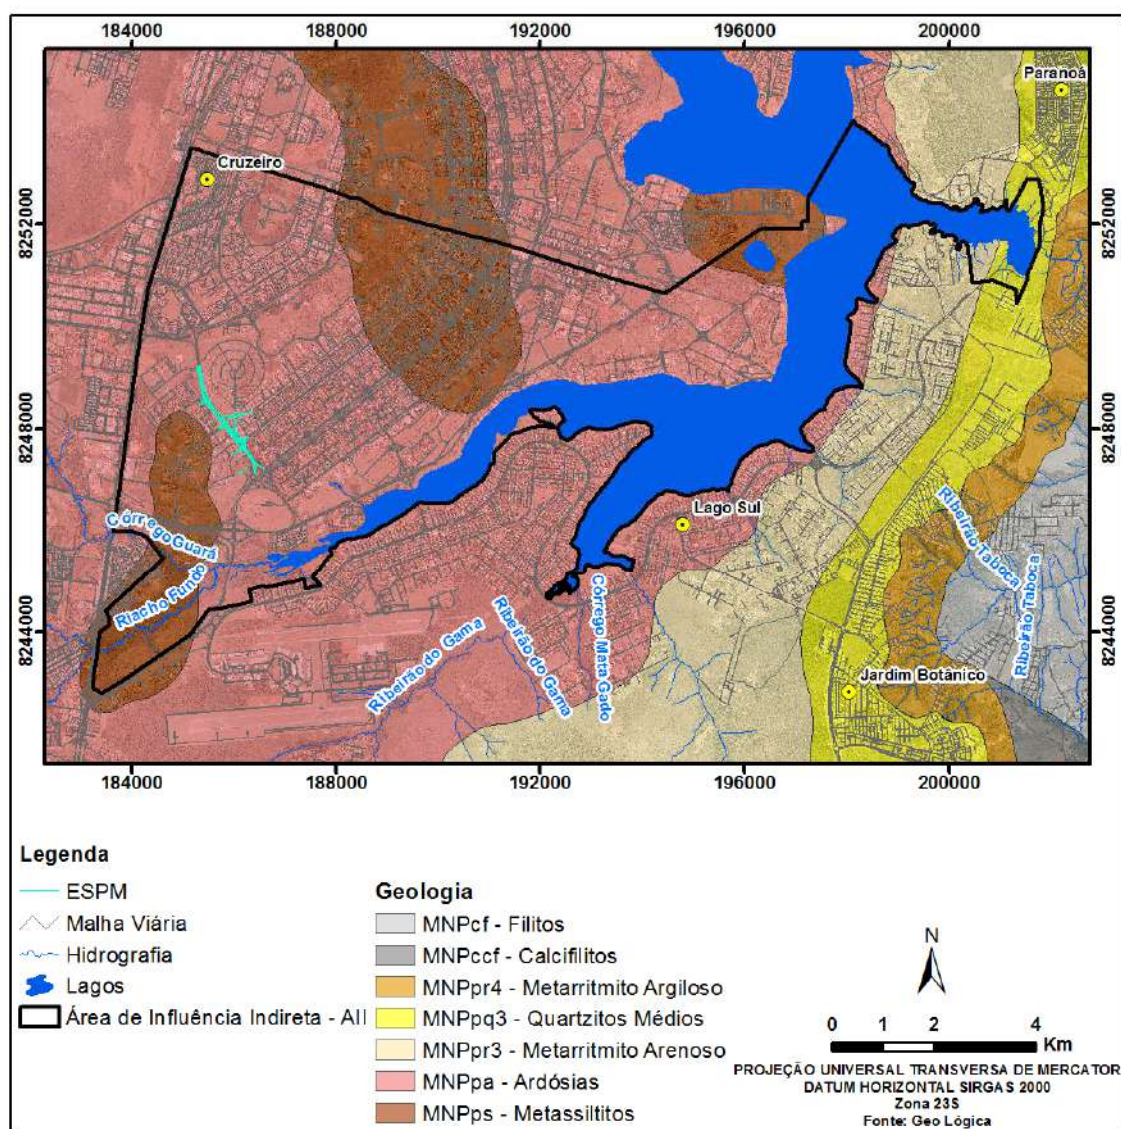 184000 188000 192000 196000 200000
Paranoá
Cruzeiro
8252000 8252000
8248000 8248000
Lago Sul
Córrego Guará
Riacho Fundo
Ribeirão Taboca
Ribeirão Taboca
8244000 8244000
Ribeirão do Gama
Ribeirão do Gama
Córrego Mata Gado
Jardim Botânico
184000 188000 192000 196000 200000
Legenda
ESPM
Malha Viária
Hidrografia
Lagos
Área de Influência Indireta - AII
Geologia
MNPcf - Filitos
MNPccf - Calcifilitos
MNPpr4 - Metarritmito Argiloso
MNPpq3 - Quartzitos Médios
MNPpr3 - Metarritmito Arenoso
MNPpa - Ardósias
MNPps - Metassiltitos
N
0 1 2 4
Km
PROJEÇÃO UNIVERSAL TRANSVERSA DE MERCATOR
DATUM HORIZONTAL SIRGAS 2000
Zona 23S
Fonte: Geo Lógica